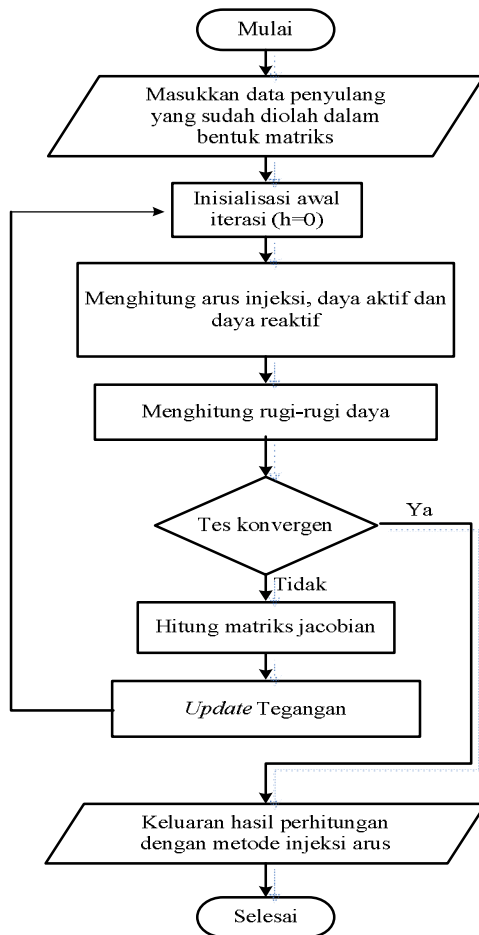 Mulai
Masukkan data penyulang
yang sudah diolah dalam
bentuk matriks
Inisialisasi awal
iterasi (h=0)
Menghitung arus injeksi, daya aktif dan
daya reaktif
Menghitung rugi-rugi daya
Tes konvergen
Ya
Tidak
Hitung matriks jacobian
Update Tegangan
Keluaran hasil perhitungan
dengan metode injeksi arus
Selesai